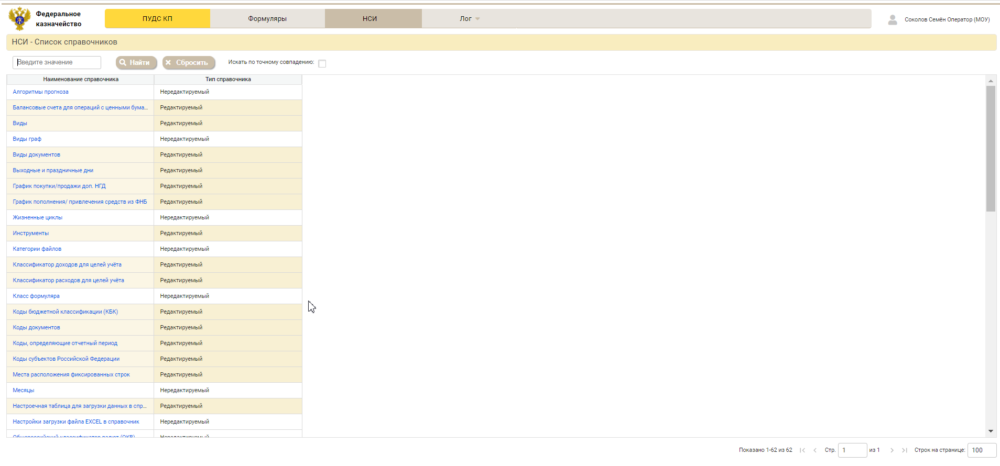 Федеральное
казначейство
ПУДС КП Формуляры НСИ Лог
Соколов Семён Оператор (МОУ)
НСИ - Список справочников
Введите значение Найти Сбросить Искать по точному совпадению:
Наименование справочника Тип справочника
Алгоритмы прогноза Нередактируемый
Балансовые счета для операций с ценными бума... Редактируемый
Виды Редактируемый
Виды граф Нередактируемый
Виды документов Редактируемый
Выходные и праздничные дни Редактируемый
График покупки/продажи доп. НГД Редактируемый
График пополнения/ привлечения средств из ФНБ Редактируемый
Жизненные циклы Нередактируемый
Инструменты Редактируемый
Категории файлов Нередактируемый
Классификатор доходов для целей учёта Редактируемый
Классификатор расходов для целей учёта Редактируемый
Класс формуляра Нередактируемый
Коды бюджетной классификации (КБК) Редактируемый
Коды документов Редактируемый
Коды, определяющие отчетный период Редактируемый
Коды субъектов Российской Федерации Редактируемый
Места расположения фиксированных строк Редактируемый
Месяцы Нередактируемый
Настроечная таблица для загрузки данных в спр... Редактируемый
Настройки загрузки файла EXCEL в справочник Нередактируемый
Общероссийский классификатор валют (ОКВ) Нередактируемый
Показано 1-62 из 62 Стр. 1 из 1 Строк на странице: 100